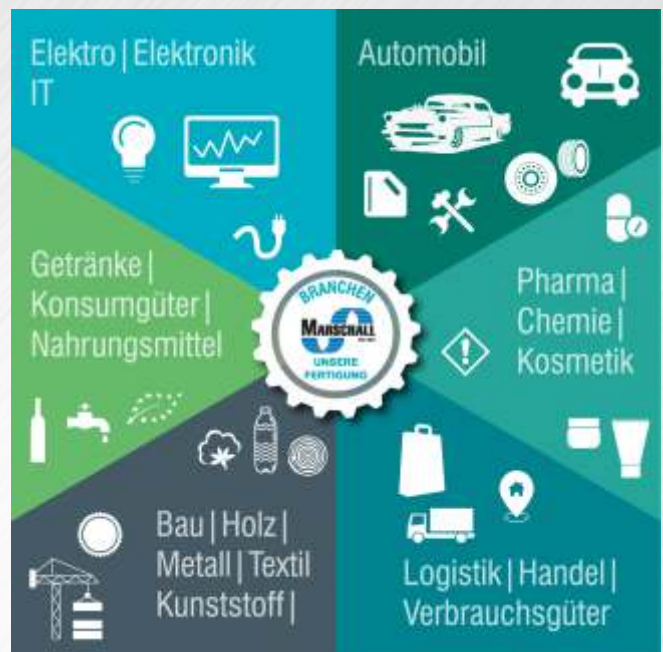 Elektro | Elektronik
IT
Automobil
Getränke |
Konsumgüter |
Nahrungsmittel
BRANCHEN
MARSCHALL
UNSERE
FERTIGUNG
Pharma |
Chemie |
Kosmetik
Bau | Holz |
Metall | Textil
Kunststoff |
Logistik | Handel |
Verbrauchsgüter